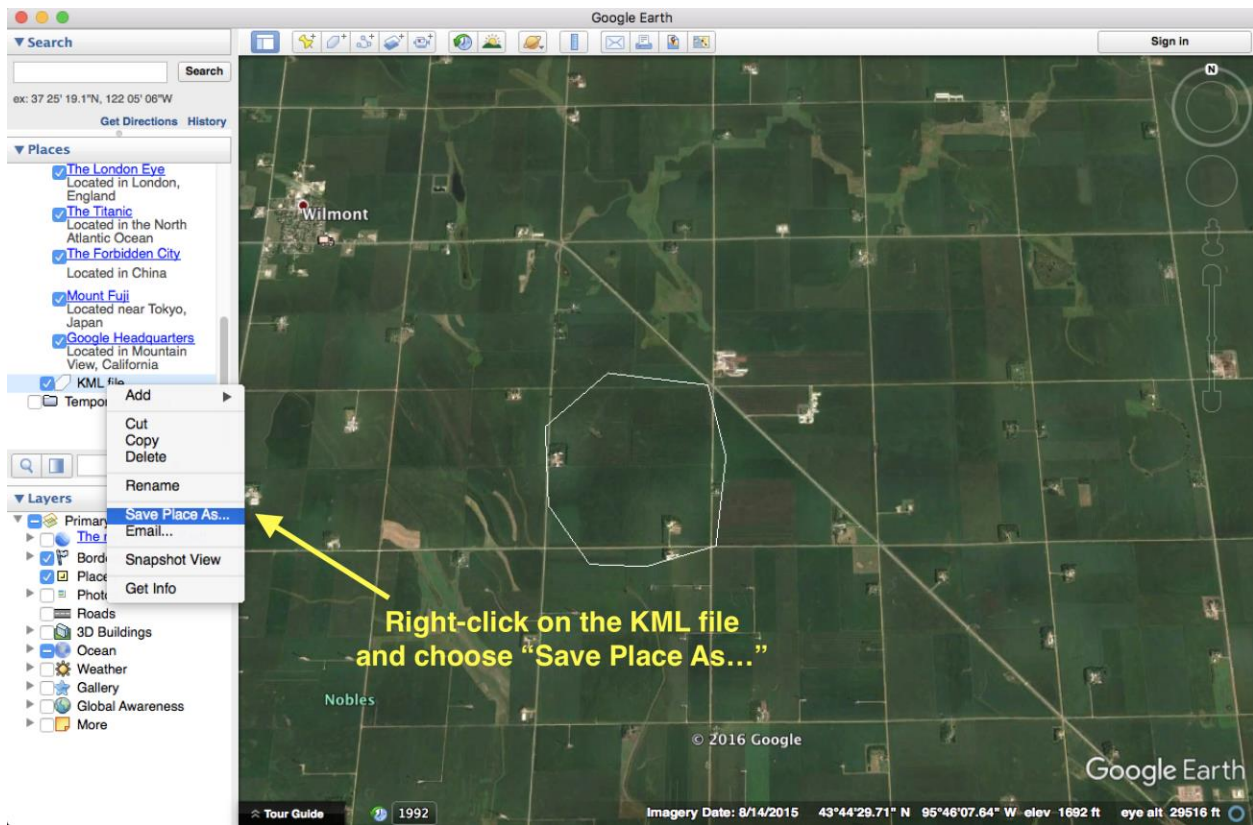 Google Earth
▼ Search
Sign in
Search
ex: 37 25' 19.1"N, 122 05' 06"W
Get Directions History
▼ Places
The London Eye
Located in London,
England
The Titanic
Located in the North
Atlantic Ocean
The Forbidden City
Located in China
Mount Fuji
Located near Tokyo,
Japan
Google Headquarters
Located in Mountain
View, California
KML file
Tempor
Add
Cut
Copy
Delete
Rename
Save Place As...
Email...
Snapshot View
Get Info
▼ Layers
Primary
The
Borde
Place
Photo
Roads
3D Buildings
Ocean
Weather
Gallery
Global Awareness
More
N
Wilmont
Right-click on the KML file
and choose “Save Place As…”
Nobles
© 2016 Google
Google Earth
Tour Guide
1992
Imagery Date: 8/14/2015 43°44'29.71" N 95°46'07.64" W elev 1692 ft eye alt 29516 ft